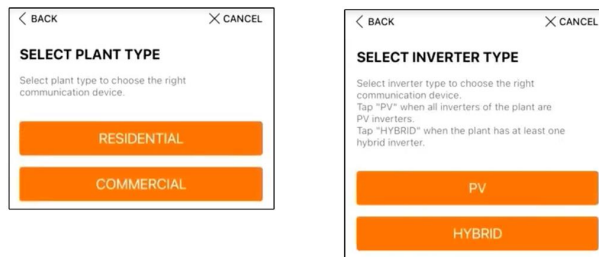 < BACK
X CANCEL
SELECT PLANT TYPE
Select plant type to choose the right
communication device.
RESIDENTIAL
COMMERCIAL
< BACK
X CANCEL
SELECT INVERTER TYPE
Select inverter type to choose the right
communication device.
Tap "PV" when all inverters of the plant are
PV inverters.
Tap "HYBRID" when the plant has at least one
hybrid inverter.
PV
HYBRID